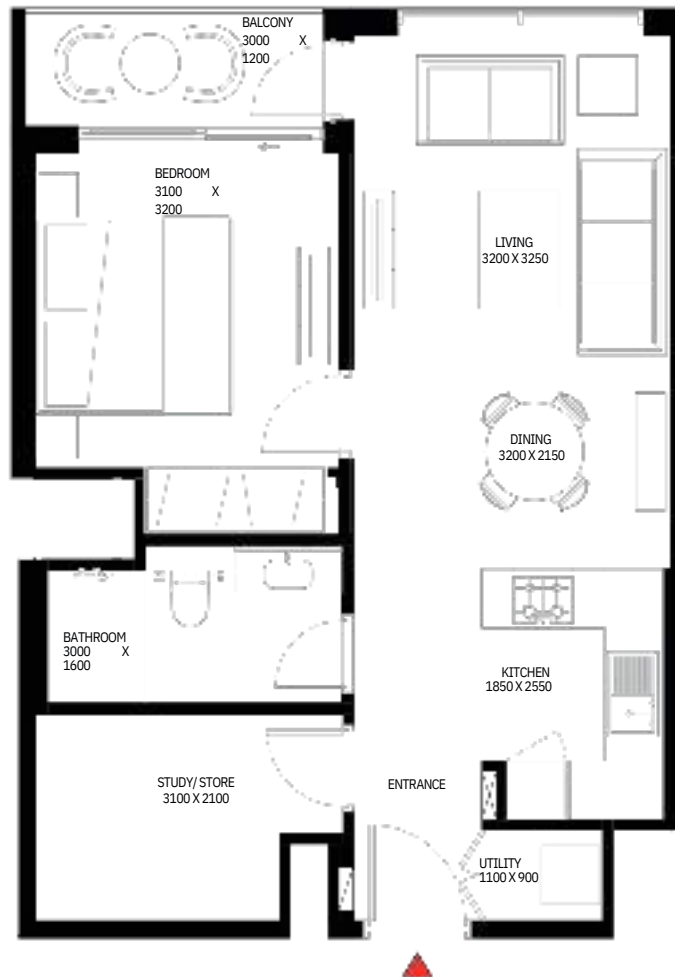 BALCONY
3000 X
1200
BEDROOM
3100 X
3200
LIVING
3200 X 3250
DINING
3200 X 2150
KITCHEN
1850 X 2550
BATHROOM
3000 X
1600
STUDY/ STORE
3100 X 2100
ENTRANCE
UTILITY
1100 X 900